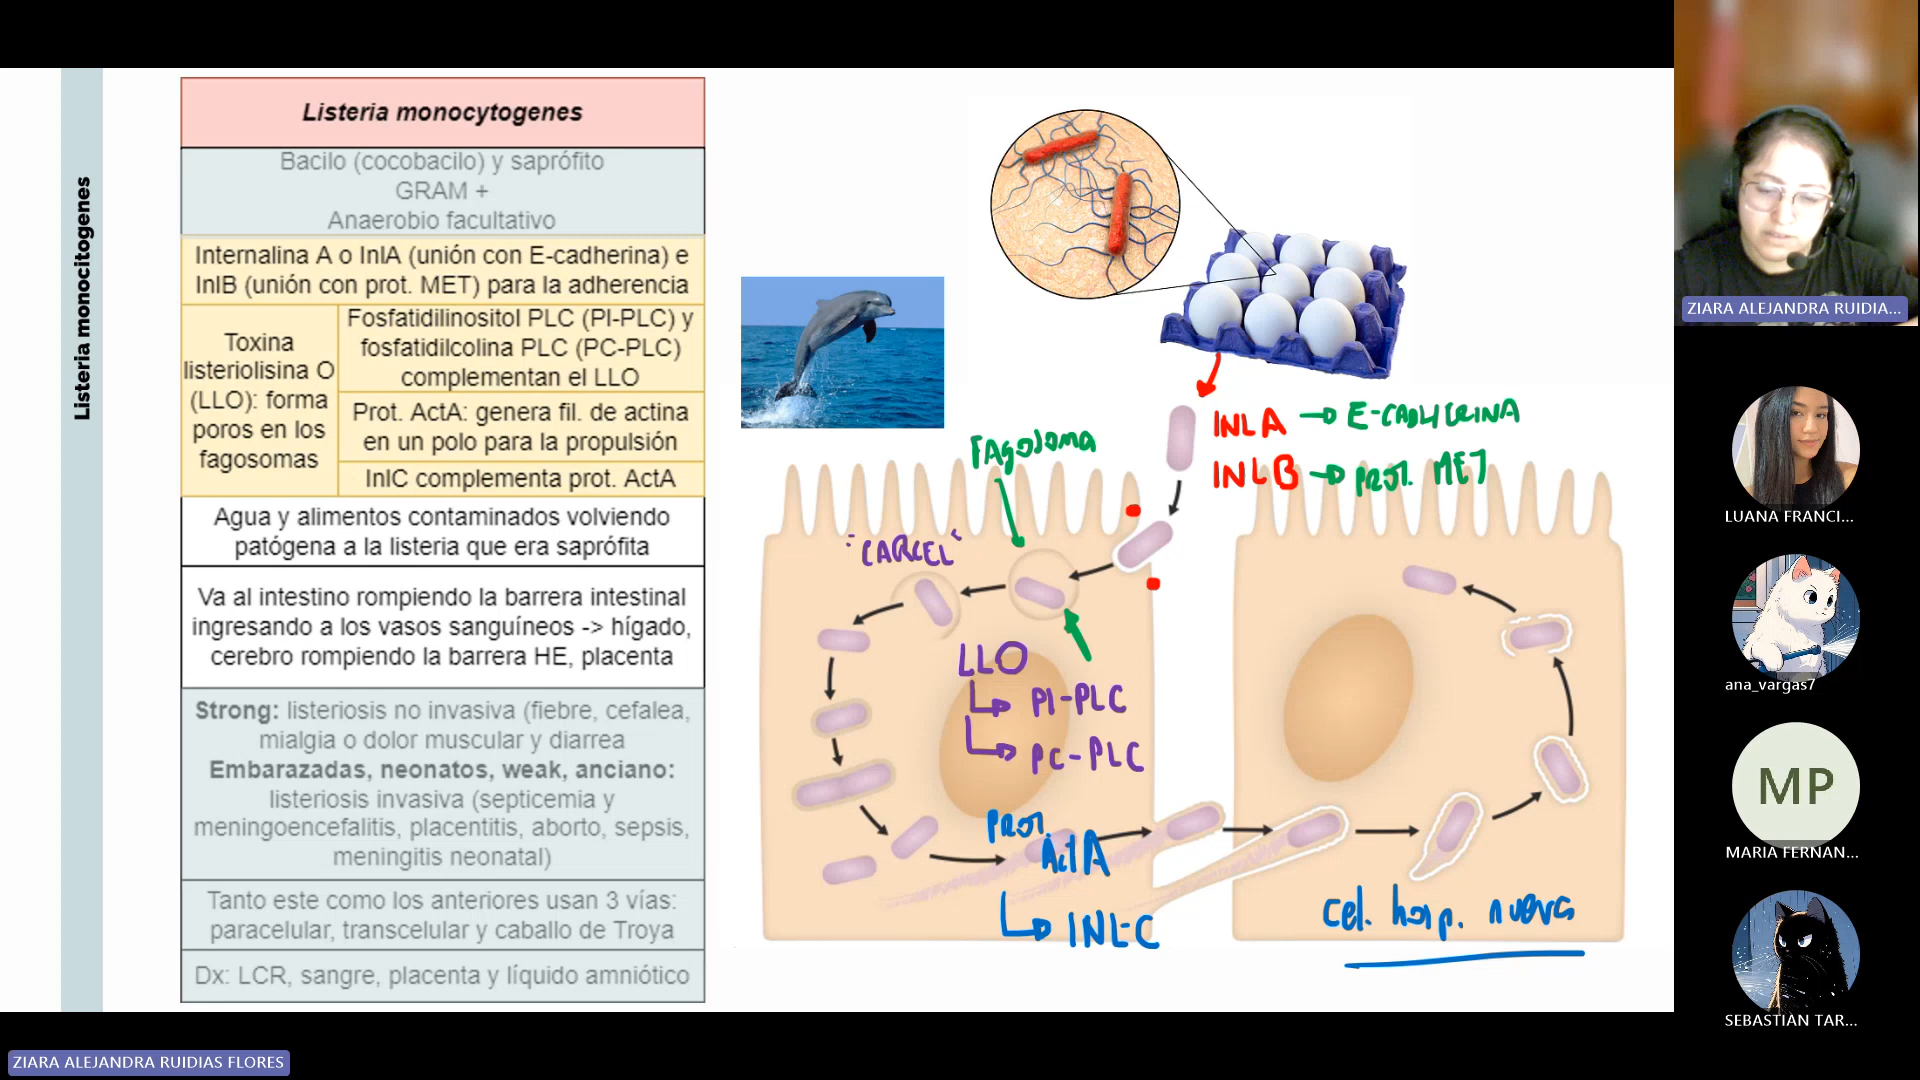 Listeria monocitogenes
Listeria monocytogenes
Bacilo (cocobacilo) y saprófito
GRAM +
Anaerobio facultativo
Internalina A o InlA (unión con E-cadherina) e
InlB (unión con prot. MET) para la adherencia
Toxina
listeriolisina O
(LLO): forma
poros en los
fagosomas
Fosfatidilinositol PLC (PI-PLC) y
fosfatidilcolina PLC (PC-PLC)
complementan el LLO
Prot. ActA: genera fil. de actina
en un polo para la propulsión
InlC complementa prot. ActA
Agua y alimentos contaminados volviendo
patógena a la listeria que era saprófita
Va al intestino rompiendo la barrera intestinal
ingresando a los vasos sanguíneos -> hígado,
cerebro rompiendo la barrera HE, placenta
Strong: listeriosis no invasiva (fiebre, cefalea,
mialgia o dolor muscular y diarrea
Embarazadas, neonatos, weak, anciano:
listeriosis invasiva (septicemia y
meningoencefalitis, placentitis, aborto, sepsis,
meningitis neonatal)
Tanto este como los anteriores usan 3 vías:
paracelular, transcelular y caballo de Troya
Dx: LCR, sangre, placenta y líquido amniótico
INLA → E-CADHERINA
INLB → PROT. MET
FAGOSOMA
"CARCEL"
LLO
PI-PLC
PC-PLC
PROT.
ActA
INL-C
cel. hosp. nueva
ZIARA ALEJANDRA RUIDIA...
LUANA FRANCI...
ana_vargas7
MP
MARIA FERNAN...
SEBASTIAN TAR...
ZIARA ALEJANDRA RUIDIAS FLORES